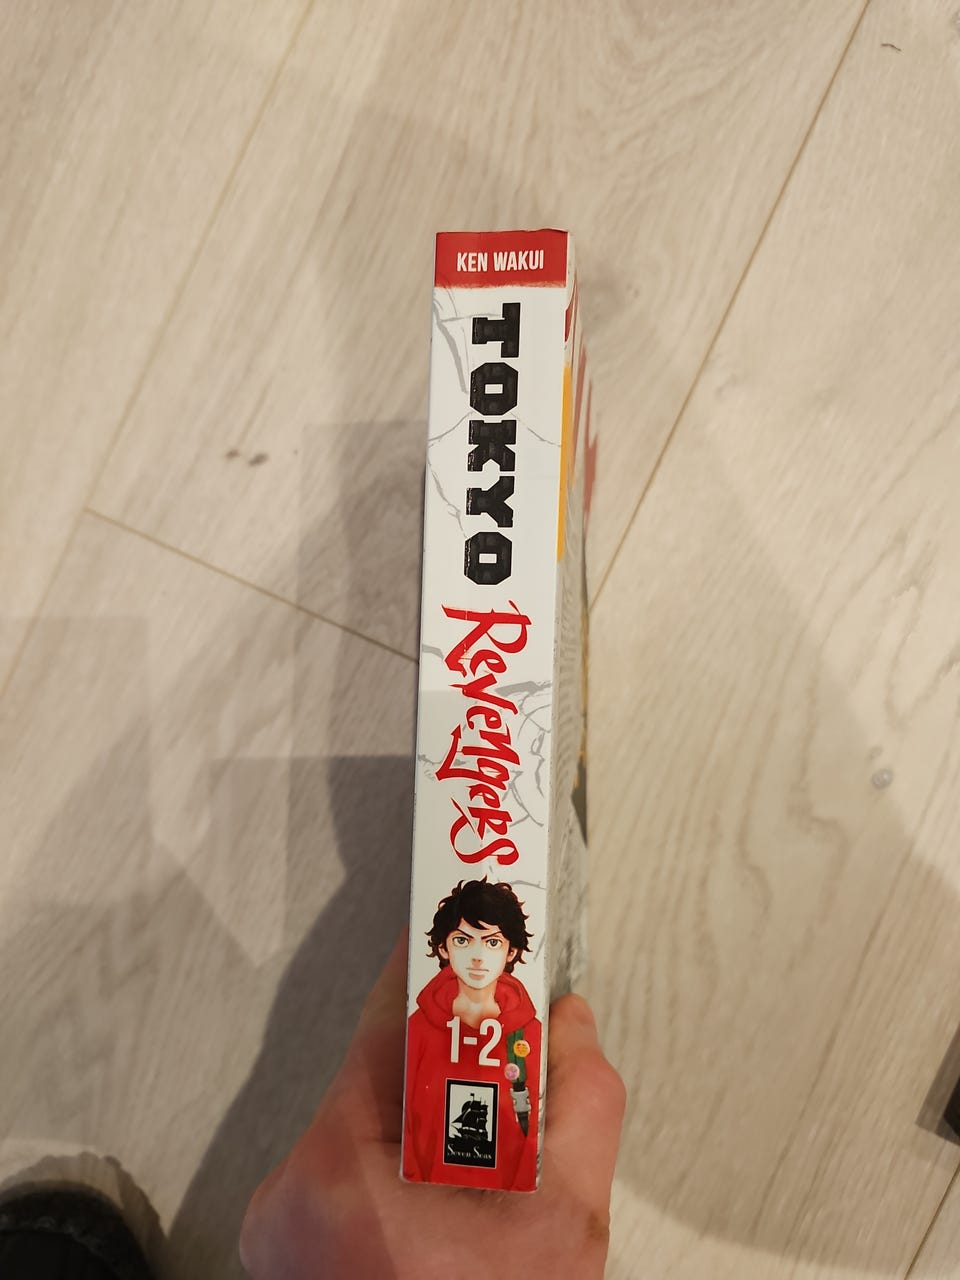 KEN WAKUI
TOKYO
Revengers
1-2
Seven Seas